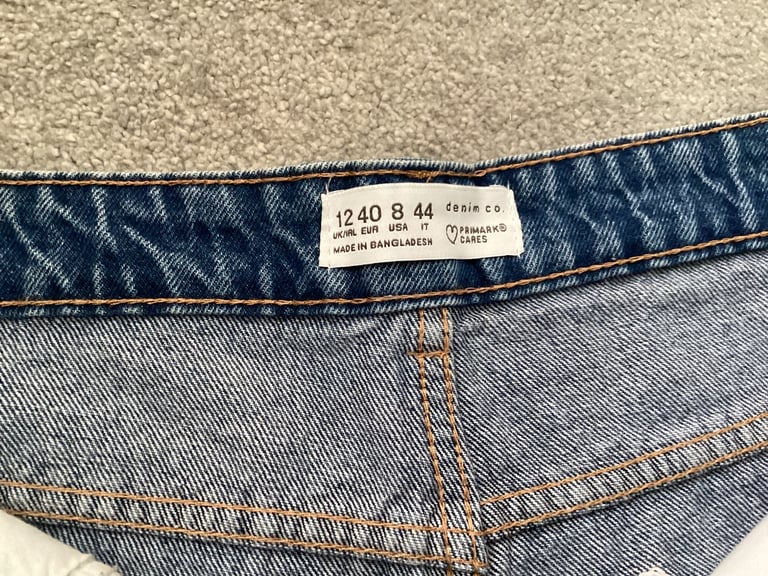 12 40 8 44 denim co.
UK/IRL EUR USA IT PRIMARK®
MADE IN BANGLADESH CARES